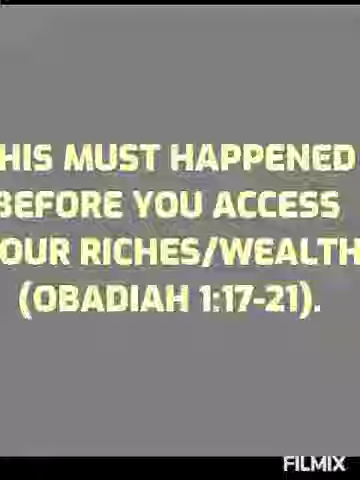 HIS MUST HAPPENED
BEFORE YOU ACCESS
OUR RICHES/WEALTH
(OBADIAH 1:17-21).
FILMIX